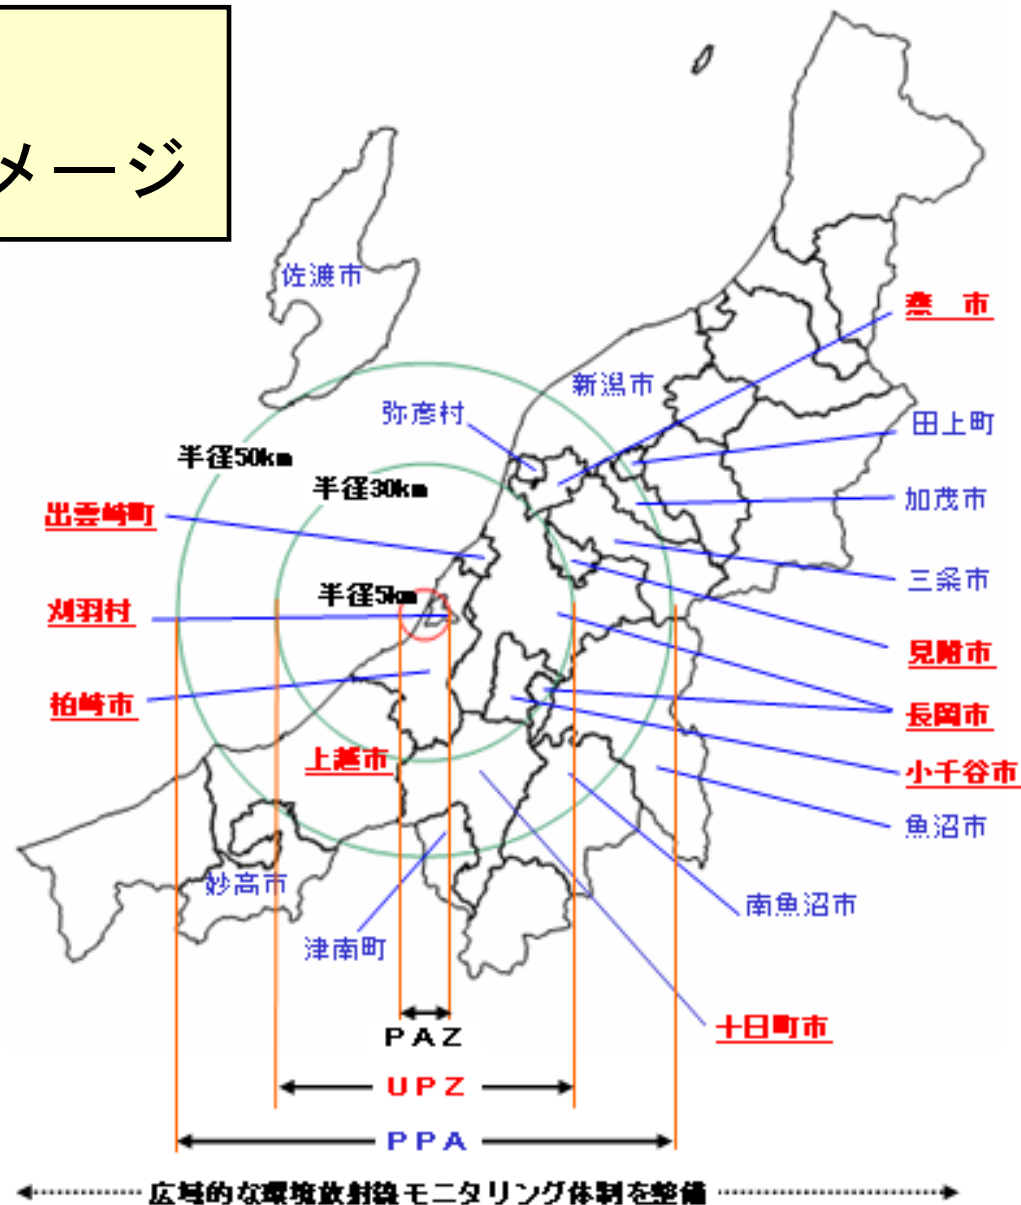 メージ
佐渡市
燕　市
新潟市
弥彦村
田上町
半径50km
半径30km
加茂市
出雲崎町
三条市
半径5km
刈羽村
見附市
柏崎市
長岡市
上越市
小千谷市
魚沼市
妙高市
南魚沼市
津南町
十日町市
ＰＡＺ
ＵＰＺ
ＰＰＡ
広域的な環境放射線モニタリング体制を整備